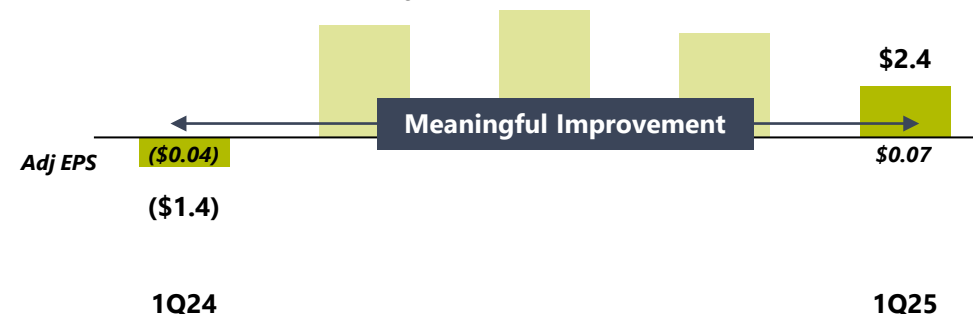 $2.4
Meaningful Improvement
Adj EPS ($0.04) $0.07
($1.4)
1Q24 1Q25